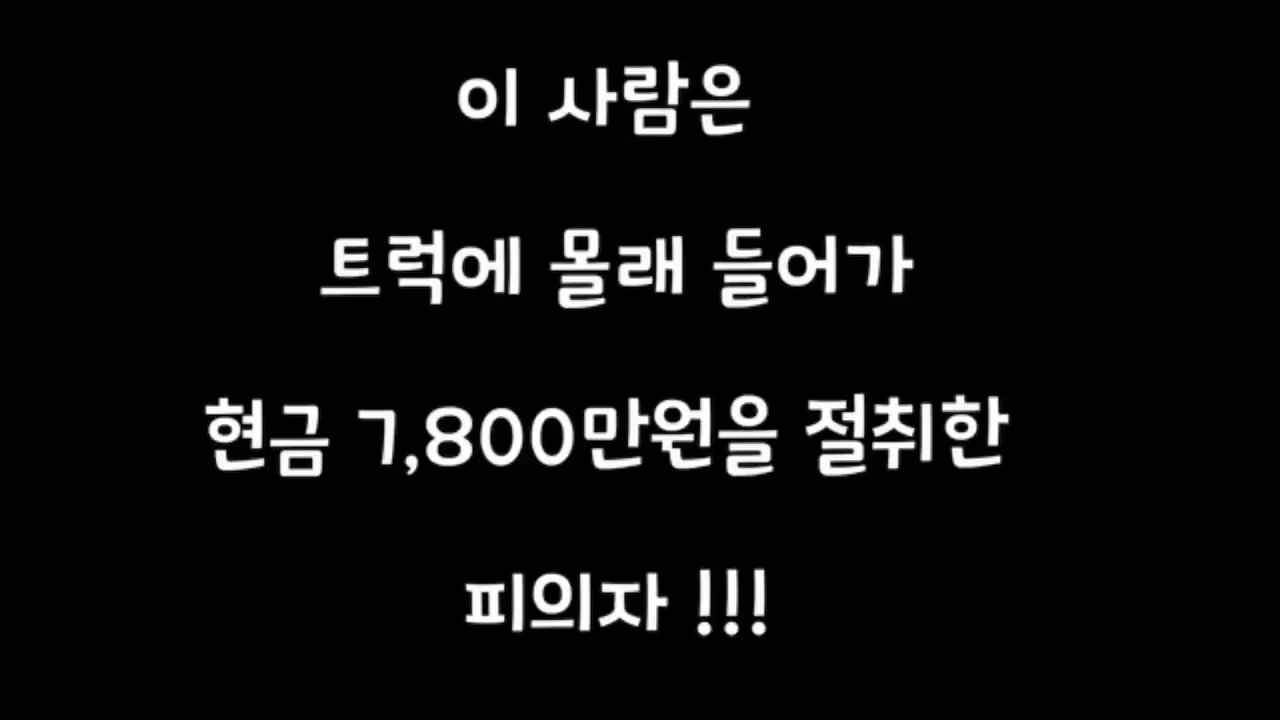 이 사람은
트럭에 몰래 들어가
현금 7,800만원을 절취한
피의자 !!!